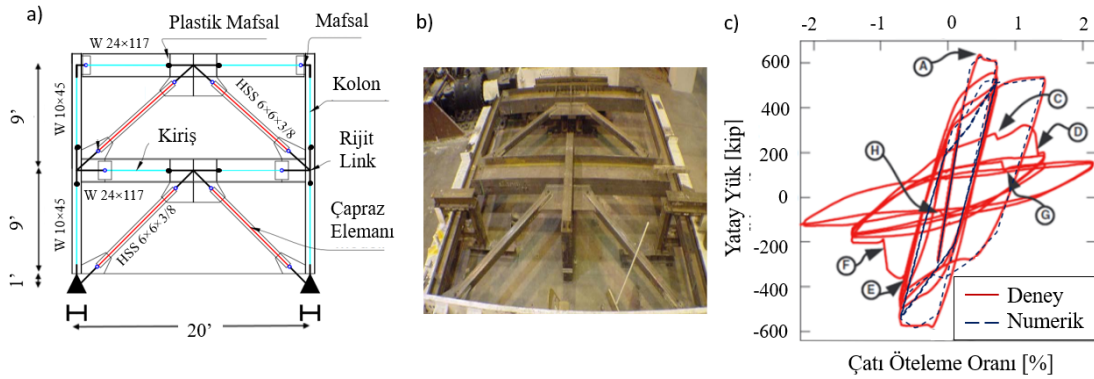 a)
Plastik Mafsal
Mafsal
W 24×117
Kolon
HSS 6×6×3/8
W 10×45
9’
Kiriş
Rijit
Link
W 24×117
Çapraz
Elemanı
HSS 6×6×3/8
W 10×45
9’
1’
20’
b)
c)
-2 -1 0 1 2
600
400
200
0
-200
-400
-600
Yatay Yük [kip]
A
C
D
H
G
F
E
Deney
Numerik
Çatı Öteleme Oranı [%]